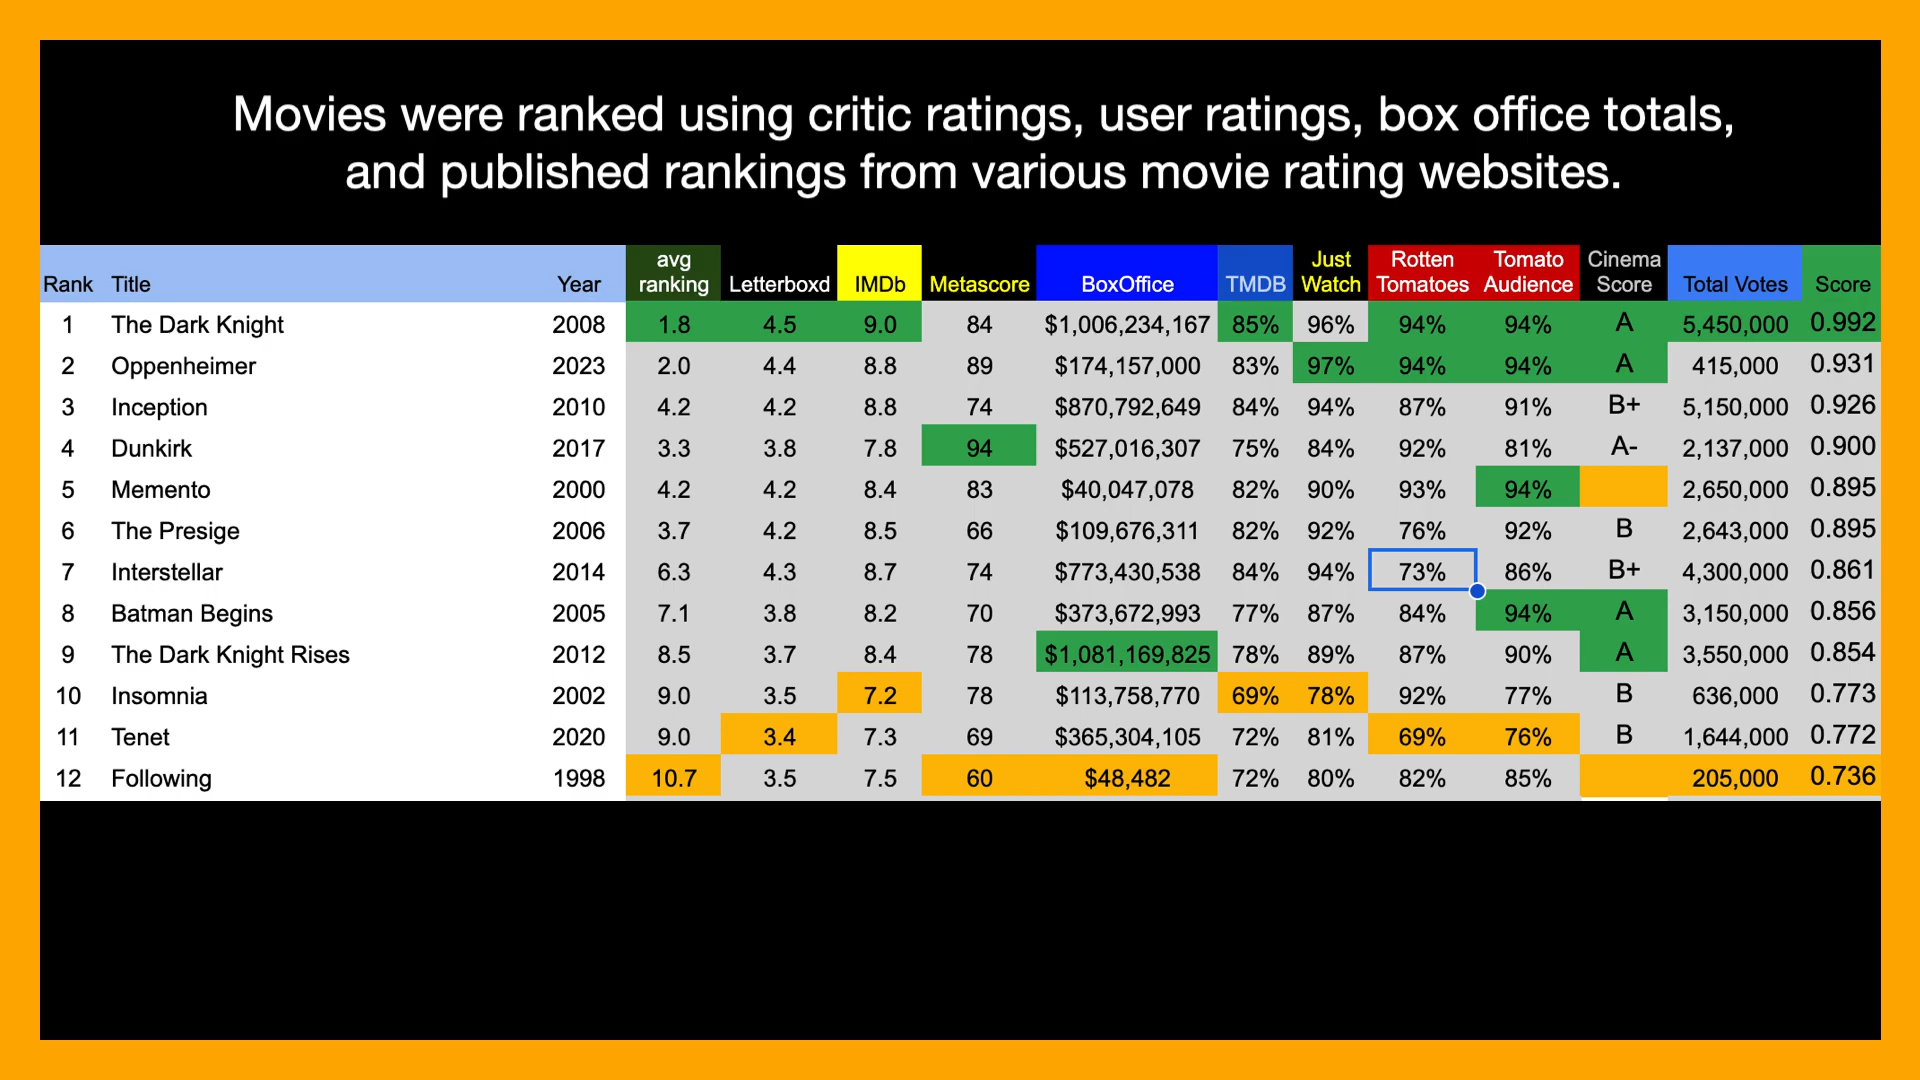 Movies were ranked using critic ratings, user ratings, box office totals,
and published rankings from various movie rating websites.
Rank Title Year avg ranking Letterboxd IMDb Metascore BoxOffice TMDB Just Watch Rotten Tomatoes Tomato Audience Cinema Score Total Votes Score
1 The Dark Knight 2008 1.8 4.5 9.0 84 $1,006,234,167 85% 96% 94% 94% A 5,450,000 0.992
2 Oppenheimer 2023 2.0 4.4 8.8 89 $174,157,000 83% 97% 94% 94% A 415,000 0.931
3 Inception 2010 4.2 4.2 8.8 74 $870,792,649 84% 94% 87% 91% B+ 5,150,000 0.926
4 Dunkirk 2017 3.3 3.8 7.8 94 $527,016,307 75% 84% 92% 81% A- 2,137,000 0.900
5 Memento 2000 4.2 4.2 8.4 83 $40,047,078 82% 90% 93% 94% 2,650,000 0.895
6 The Presige 2006 3.7 4.2 8.5 66 $109,676,311 82% 92% 76% 92% B 2,643,000 0.895
7 Interstellar 2014 6.3 4.3 8.7 74 $773,430,538 84% 94% 73% 86% B+ 4,300,000 0.861
8 Batman Begins 2005 7.1 3.8 8.2 70 $373,672,993 77% 87% 84% 94% A 3,150,000 0.856
9 The Dark Knight Rises 2012 8.5 3.7 8.4 78 $1,081,169,825 78% 89% 87% 90% A 3,550,000 0.854
10 Insomnia 2002 9.0 3.5 7.2 78 $113,758,770 69% 78% 92% 77% B 636,000 0.773
11 Tenet 2020 9.0 3.4 7.3 69 $365,304,105 72% 81% 69% 76% B 1,644,000 0.772
12 Following 1998 10.7 3.5 7.5 60 $48,482 72% 80% 82% 85% 205,000 0.736